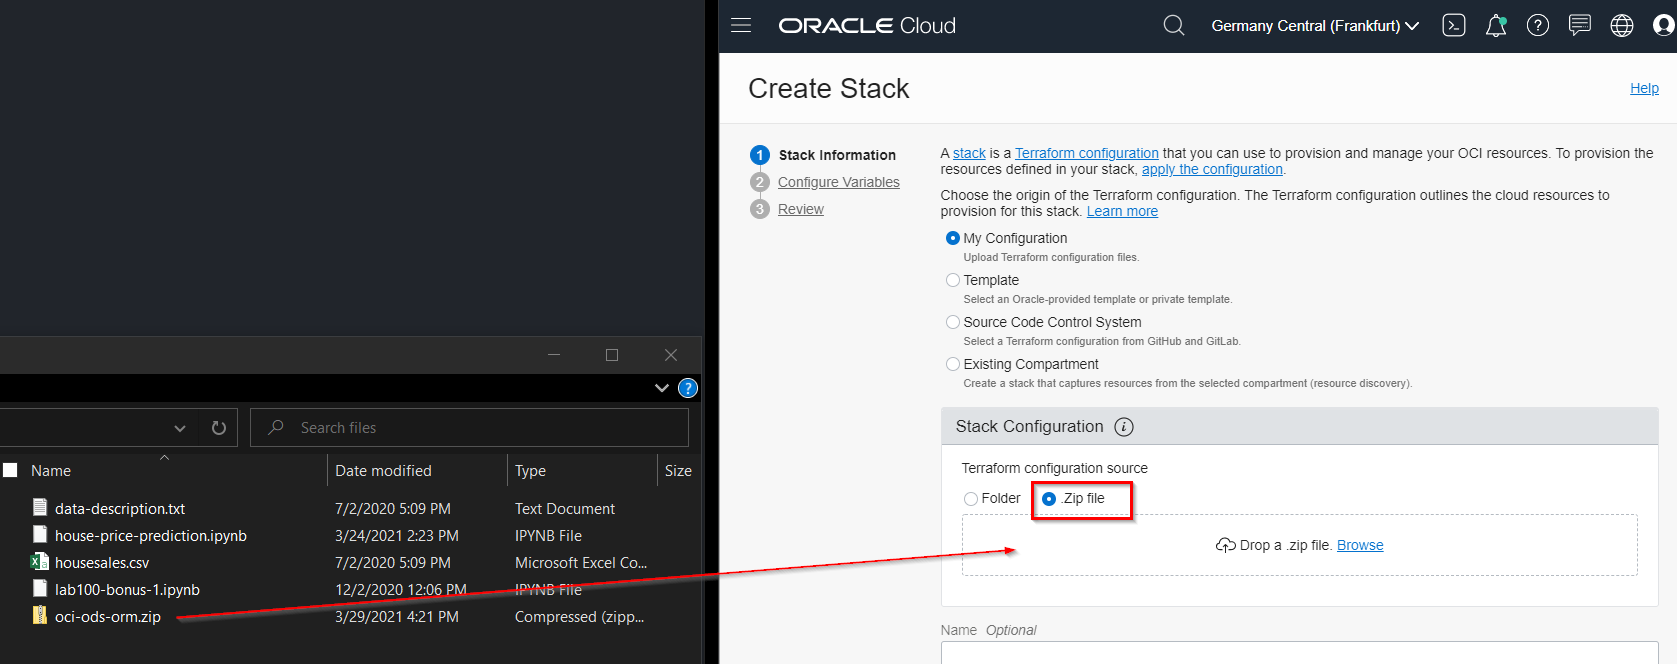 ORACLE Cloud
Germany Central (Frankfurt)
Create Stack
Help
1 Stack Information
2 Configure Variables
3 Review
A stack is a Terraform configuration that you can use to provision and manage your OCI resources. To provision the
resources defined in your stack, apply the configuration.
Choose the origin of the Terraform configuration. The Terraform configuration outlines the cloud resources to
provision for this stack. Learn more
My Configuration
Upload Terraform configuration files.
Template
Select an Oracle-provided template or private template.
Source Code Control System
Select a Terraform configuration from GitHub and GitLab.
Existing Compartment
Create a stack that captures resources from the selected compartment (resource discovery).
Stack Configuration i
Terraform configuration source
Folder .Zip file
Drop a .zip file. Browse
Name Optional
?
Search files
Name Date modified Type Size
data-description.txt 7/2/2020 5:09 PM Text Document
house-price-prediction.ipynb 3/24/2021 2:23 PM IPYNB File
housesales.csv 7/2/2020 5:09 PM Microsoft Excel Co...
lab100-bonus-1.ipynb 12/2/2020 12:06 PM IPYNB File
oci-ods-orm.zip 3/29/2021 4:21 PM Compressed (zipp...